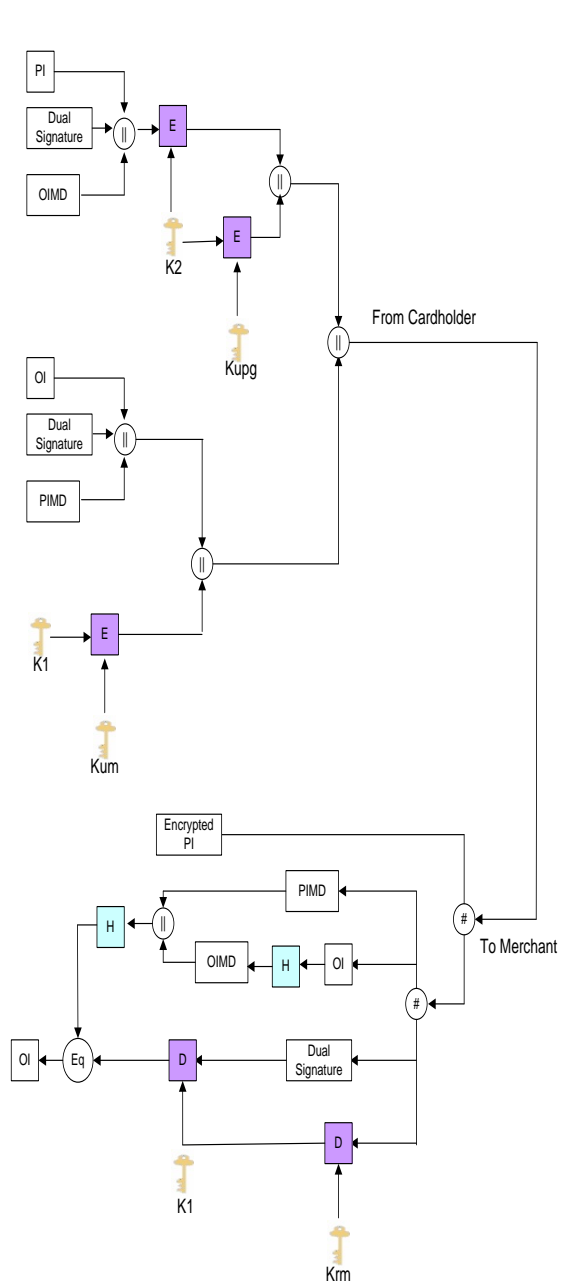 PI
Dual
Signature
||
E
OIMD
||
E
K2
From Cardholder
||
Kupg
OI
Dual
Signature
||
PIMD
||
E
K1
Kum
Encrypted
PI
PIMD
H
||
#
To Merchant
OIMD
H
OI
#
OI
Eq
D
Dual
Signature
D
K1
Krm